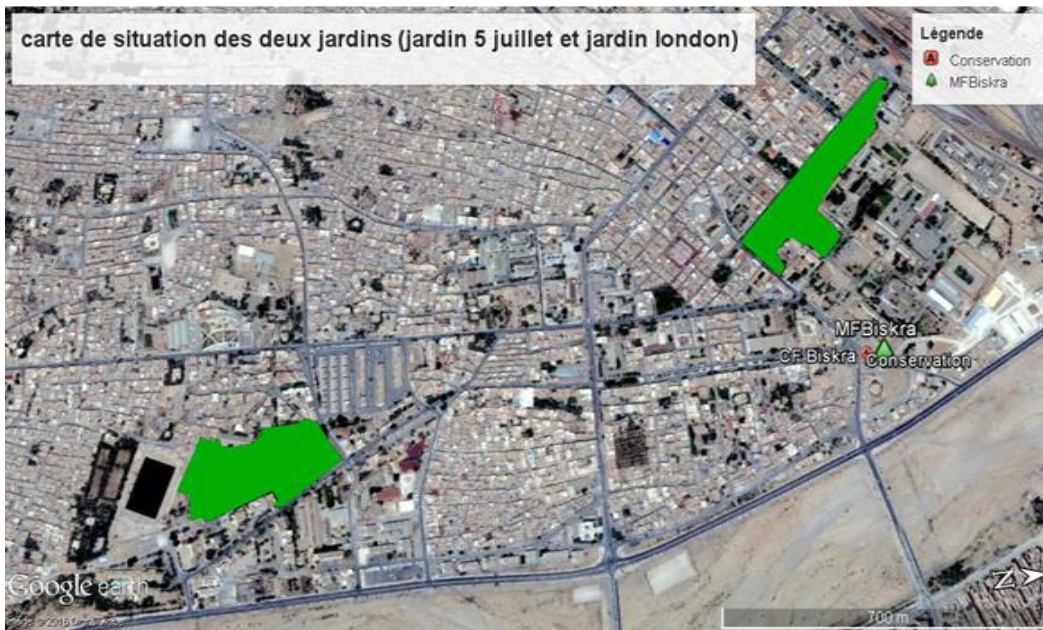 carte de situation des deux jardins (jardin 5 juillet et jardin london)
Légende
A Conservation
MFBiskra
MFBiskra
CF Biskra
Conservation
Google earth
700 m